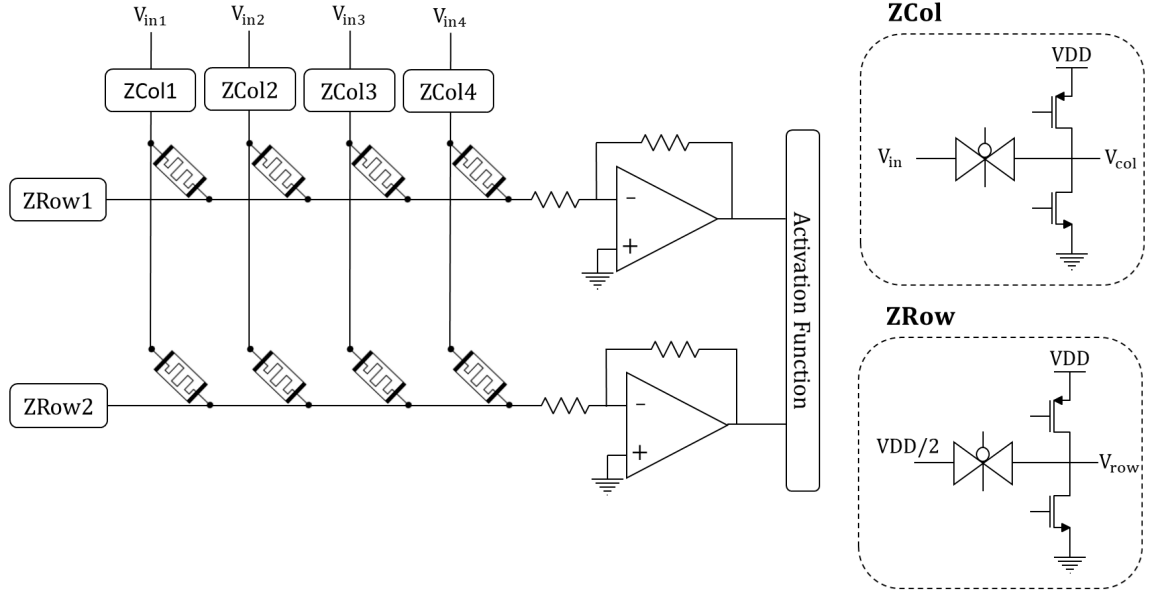 V_in1 V_in2 V_in3 V_in4
ZCol1 ZCol2 ZCol3 ZCol4
ZRow1
−
+
ZRow2
−
+
Activation Function
ZCol
VDD
V_in
V_col
ZRow
VDD
VDD/2
V_row